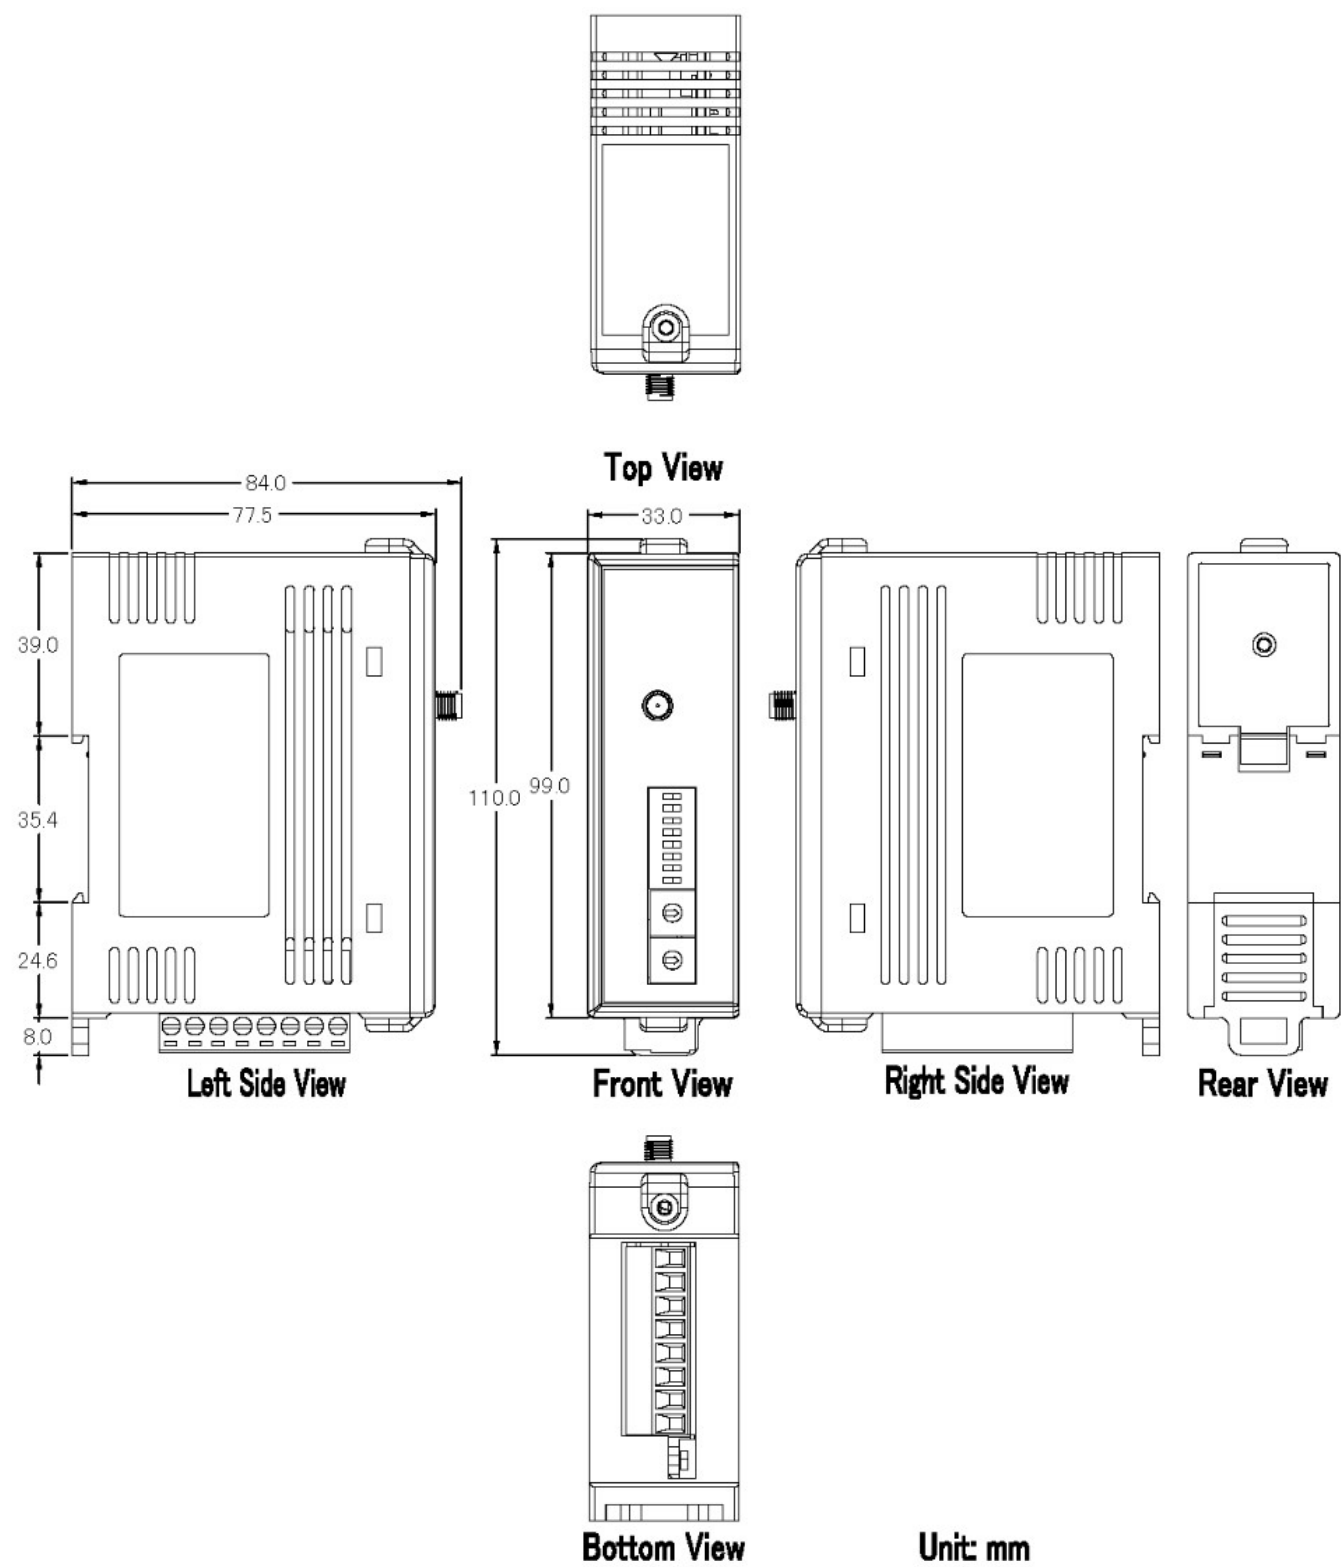 Top View
84.0
77.5
33.0
39.0
35.4
24.6
8.0
110.0
99.0
Left Side View
Front View
Right Side View
Rear View
Bottom View
Unit: mm